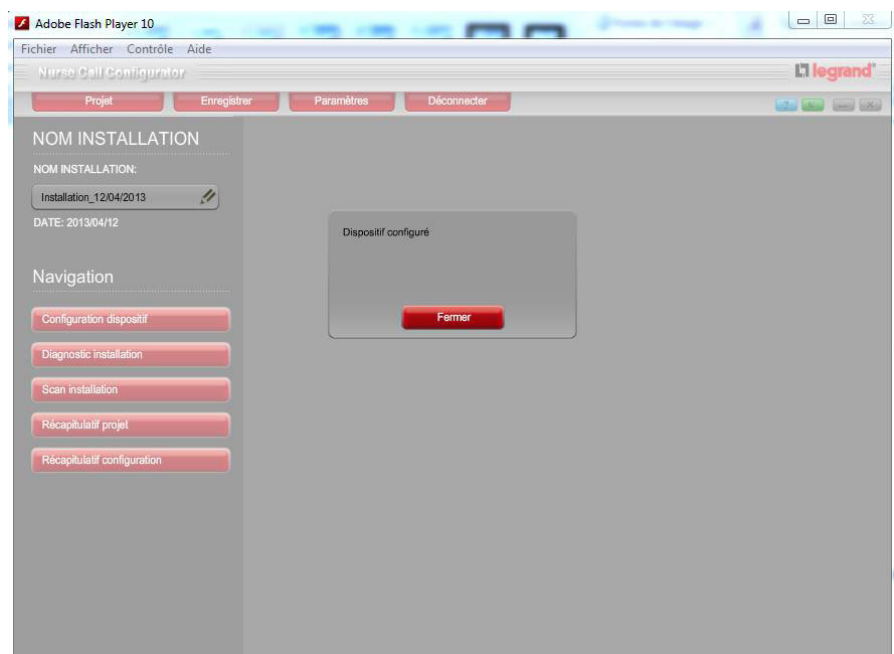 Adobe Flash Player 10
Fichier Afficher Contrôle Aide
Nurse Call Configurator
legrand
Projet Enregistrer Paramètres Déconnecter
NOM INSTALLATION
NOM INSTALLATION:
Installation_12/04/2013
DATE: 2013/04/12
Dispositif configuré
Fermer
Navigation
Configuration dispositif
Diagnostic installation
Scan installation
Récapitulatif projet
Récapitulatif configuration